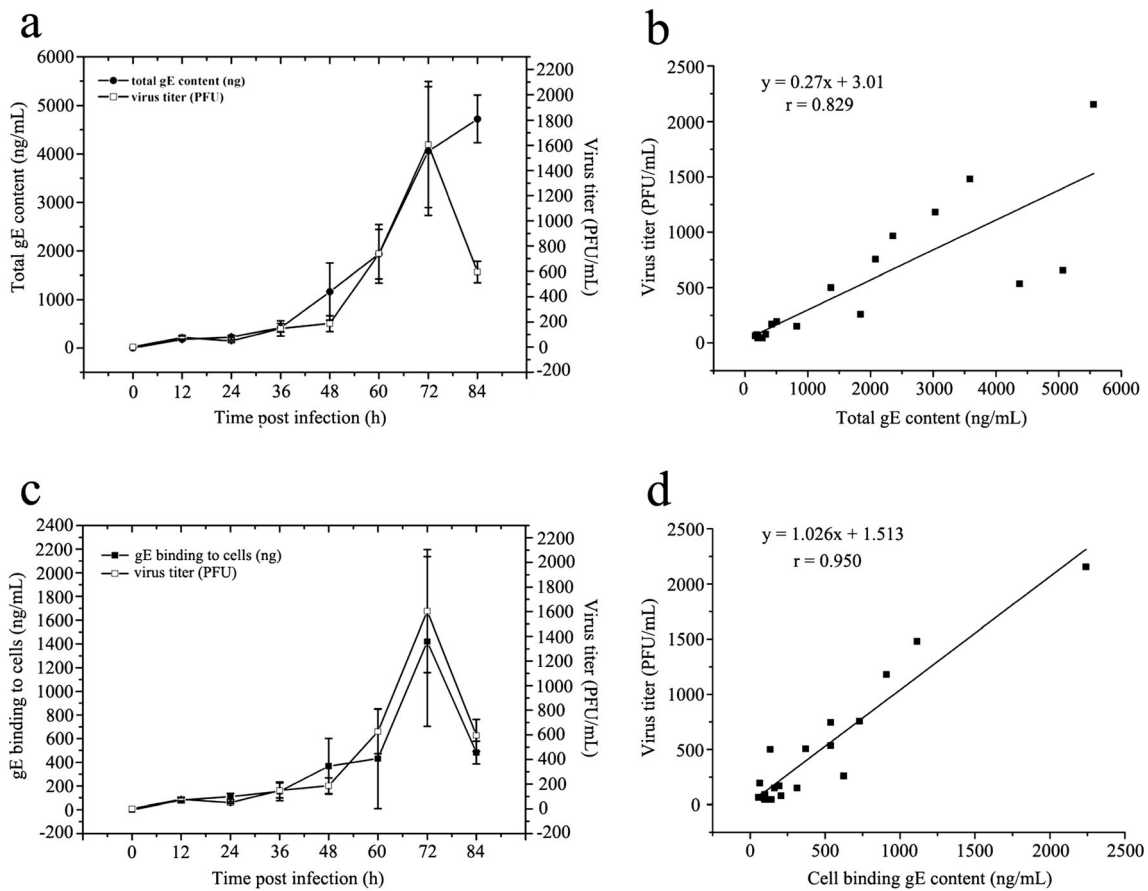 a
6000
5000
4000
3000
2000
1000
0
Total gE content (ng/mL)
total gE content (ng)
virus titer (PFU)
2200
2000
1800
1600
1400
1200
1000
800
600
400
200
0
-200
Virus titer (PFU/mL)
0 12 24 36 48 60 72 84
Time post infection (h)
b
y = 0.27x + 3.01
r = 0.829
2500
2000
1500
1000
500
0
Virus titer (PFU/mL)
0 1000 2000 3000 4000 5000 6000
Total gE content (ng/mL)
c
2400
2200
2000
1800
1600
1400
1200
1000
800
600
400
200
0
-200
gE binding to cells (ng/mL)
gE binding to cells (ng)
virus titer (PFU)
2200
2000
1800
1600
1400
1200
1000
800
600
400
200
0
-200
Virus titer (PFU/mL)
0 12 24 36 48 60 72 84
Time post infection (h)
d
y = 1.026x + 1.513
r = 0.950
2500
2000
1500
1000
500
0
Virus titer (PFU/mL)
0 500 1000 1500 2000 2500
Cell binding gE content (ng/mL)